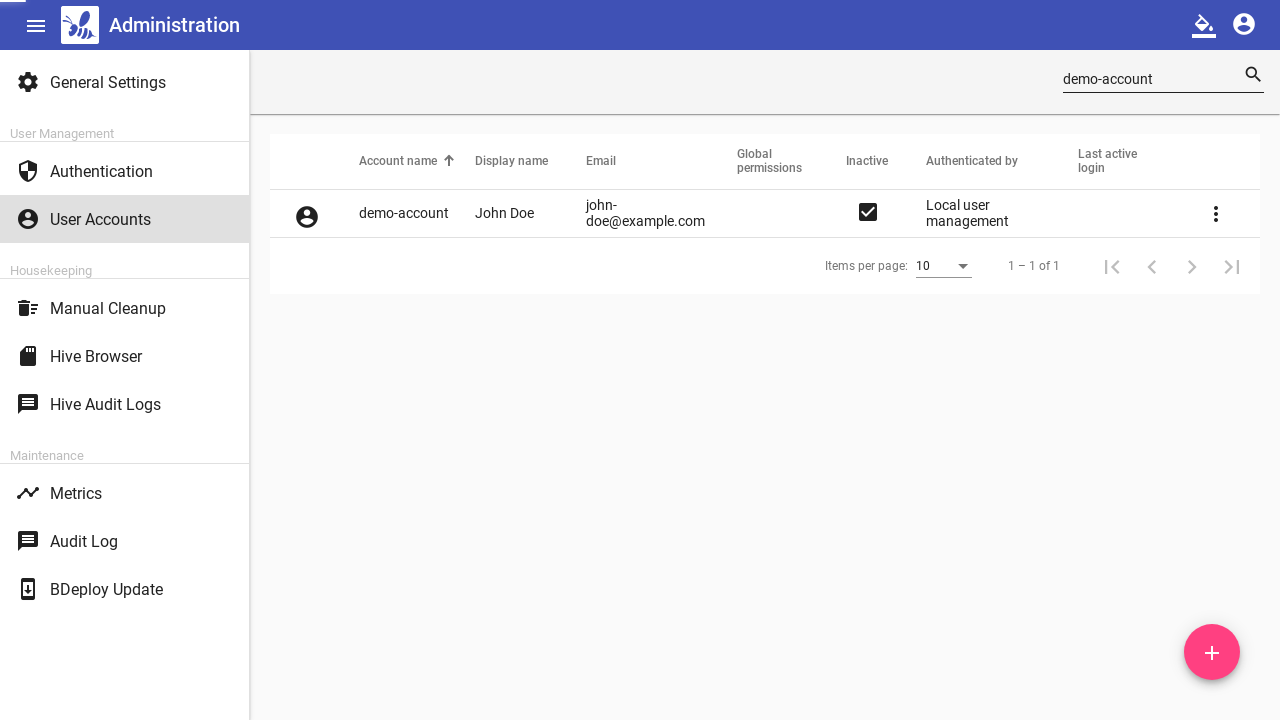 Administration
General Settings
User Management
Authentication
User Accounts
Housekeeping
Manual Cleanup
Hive Browser
Hive Audit Logs
Maintenance
Metrics
Audit Log
BDeploy Update
demo-account
Account name
Display name
Email
Global
permissions
Inactive
Authenticated by
Last active
login
demo-account
John Doe
john-
doe@example.com
Local user
management
Items per page: 10
1 – 1 of 1